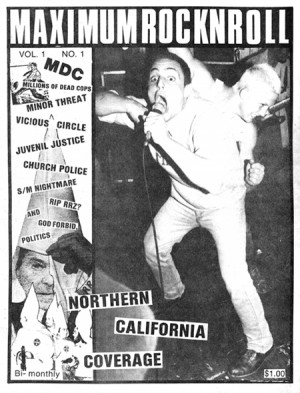 MAXIMUMROCKNROLL
VOL. 1 NO. 1
MDC
MILLIONS OF DEAD COPS
MINOR THREAT
VICIOUS CIRCLE
JUVENIL JUSTICE
CHURCH POLICE
S/M NIGHTMARE
RIP RRZ?
AND
GOD FORBID,
POLITICS
NORTHERN
CALIFORNIA
COVERAGE
Bi-monthly
$1.00